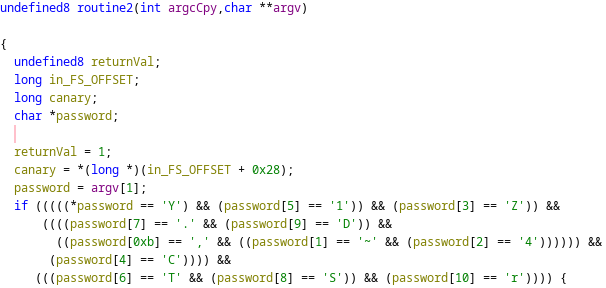 undefined8 routine2(int argcCpy,char **argv)
{
undefined8 returnVal;
long in_FS_OFFSET;
long canary;
char *password;
returnVal = 1;
canary = *(long *)(in_FS_OFFSET + 0x28);
password = argv[1];
if (((((*password == 'Y') && (password[5] == '1')) && (password[3] == 'Z')) &&
((((password[7] == '.' && (password[9] == 'D')) &&
((password[0xb] == ',' && ((password[1] == '~' && (password[2] == '4')))))) &&
(password[4] == 'C')))) &&
(((password[6] == 'T' && (password[8] == 'S')) && (password[10] == 'r')))) {